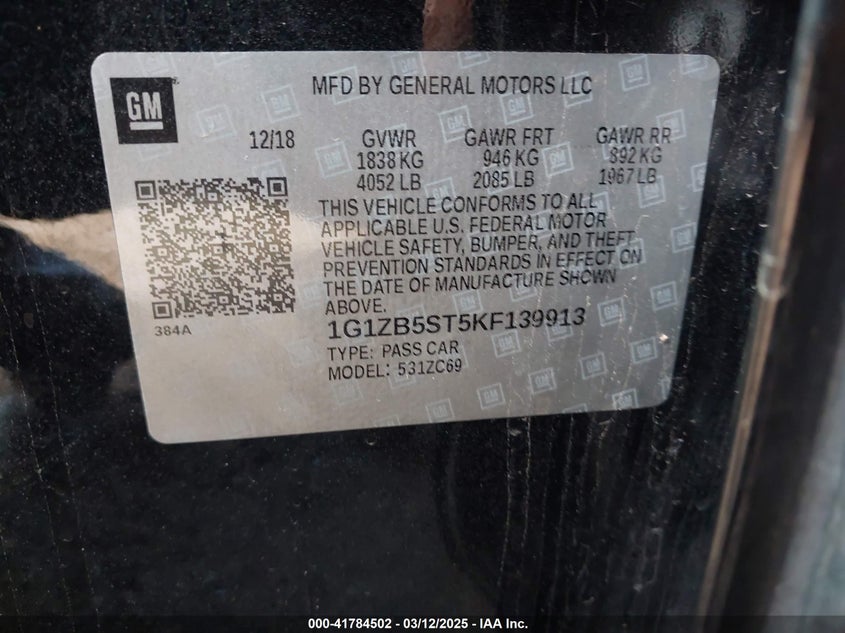 GM
MFD BY GENERAL MOTORS LLC
12/18 GVWR GAWR FRT GAWR RR
1838 KG 946 KG 892 KG
4052 LB 2085 LB 1967 LB
THIS VEHICLE CONFORMS TO ALL
APPLICABLE U.S. FEDERAL MOTOR
VEHICLE SAFETY, BUMPER, AND THEFT
PREVENTION STANDARDS IN EFFECT ON
THE DATE OF MANUFACTURE SHOWN
ABOVE.
384A
1G1ZB5ST5KF139913
TYPE: PASS CAR
MODEL: 531ZC69
000-41784502 - 03/12/2025 - IAA Inc.